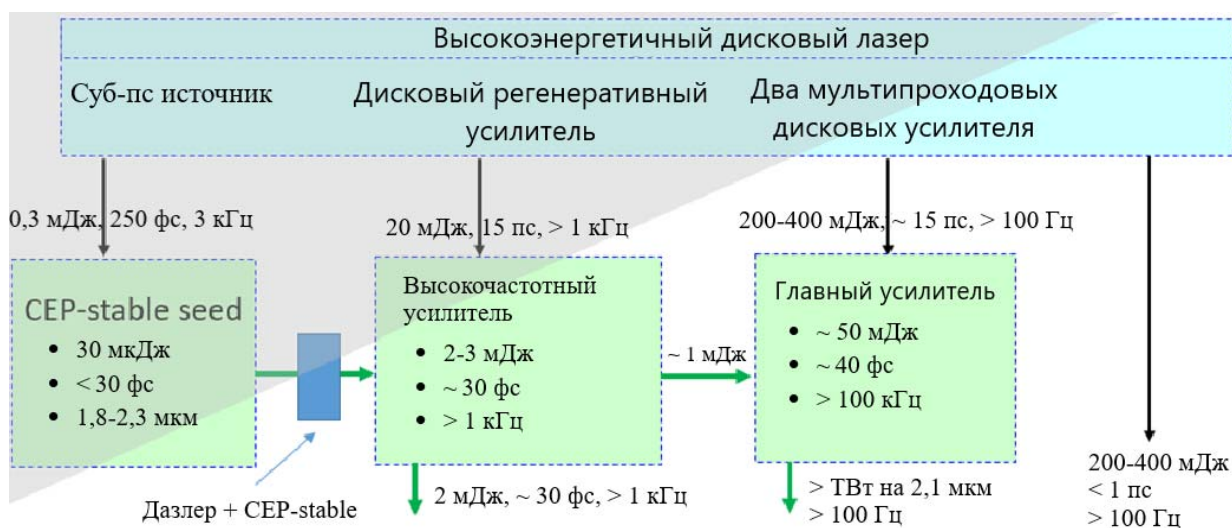 Высокоэнергетичный дисковый лазер
Суб-пс источник
Дисковый регенеративный
усилитель
Два мультипроходовых
дисковых усилителя
0,3 мДж, 250 фс, 3 кГц
20 мДж, 15 пс, > 1 кГц
200-400 мДж, ~ 15 пс, > 100 Гц
CEP-stable seed
• 30 мкДж
• < 30 фс
• 1,8-2,3 мкм
Высокочастотный
усилитель
• 2-3 мДж
• ~ 30 фс
• > 1 кГц
~ 1 мДж
Главный усилитель
• ~ 50 мДж
• ~ 40 фс
• > 100 кГц
Дазлер + CEP-stable
2 мДж, ~ 30 фс, > 1 кГц
> ТВт на 2,1 мкм
> 100 Гц
200-400 мДж
< 1 пс
> 100 Гц